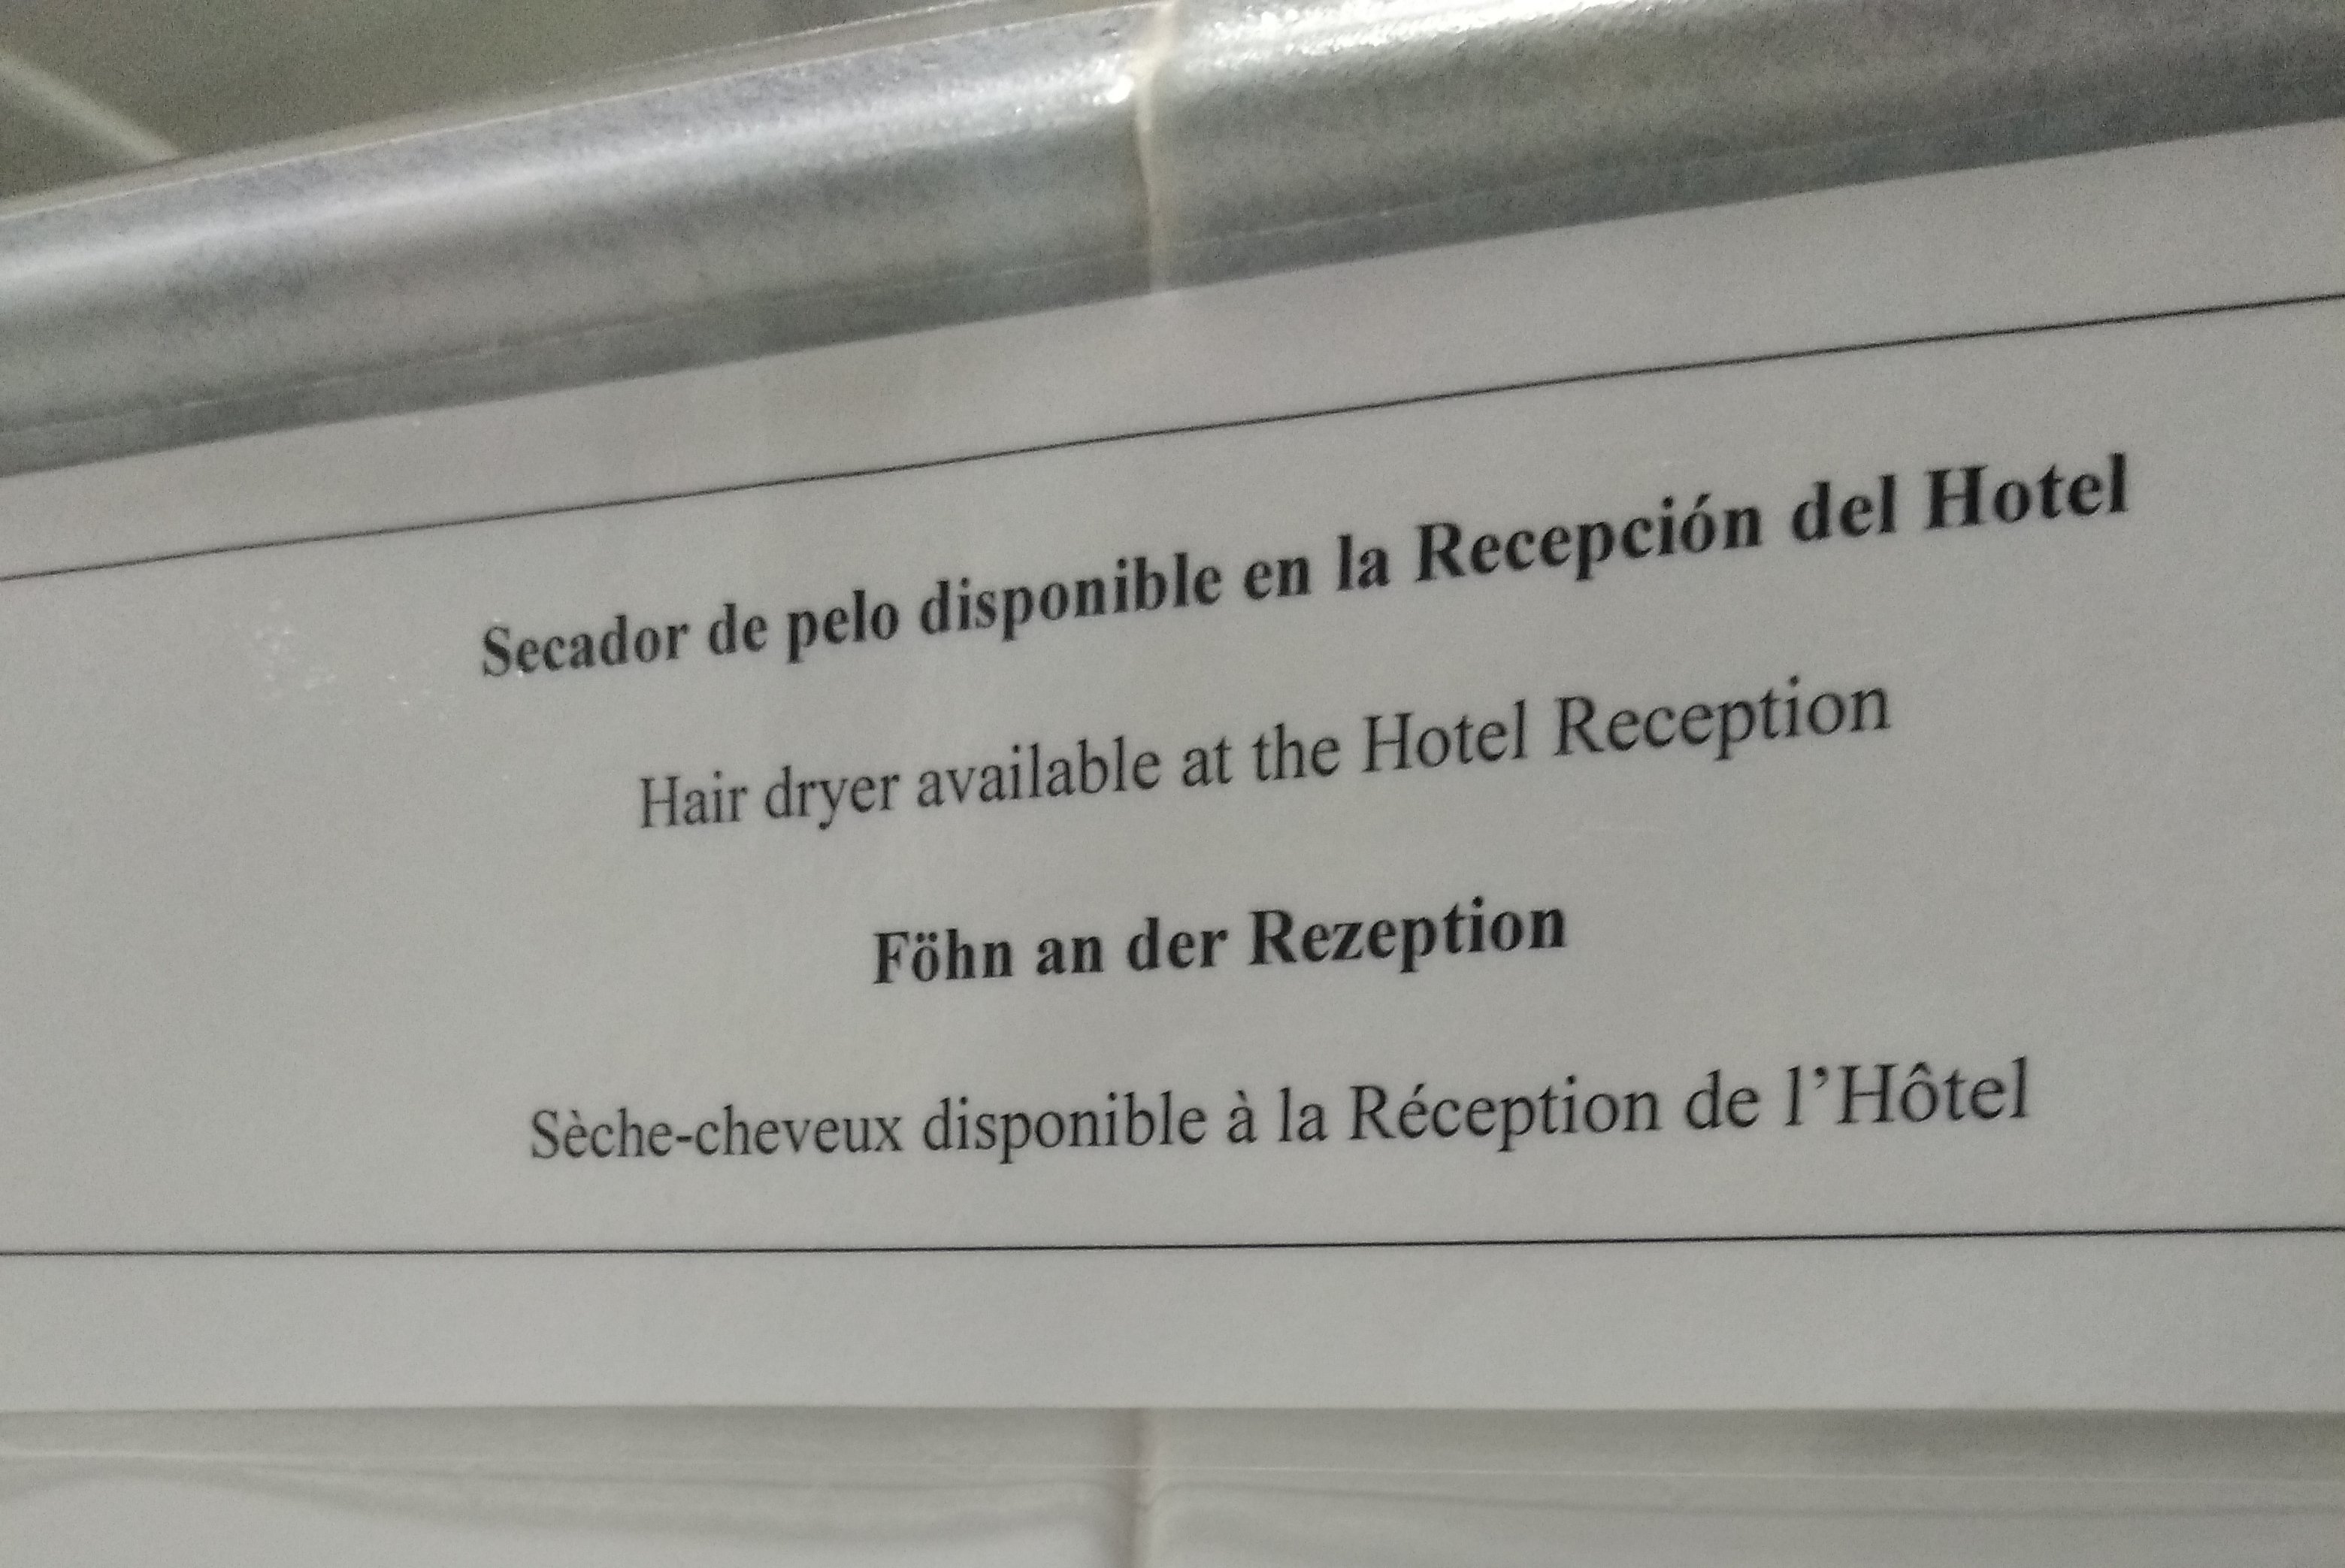 Secador de pelo disponible en la Recepción del Hotel
Hair dryer available at the Hotel Reception
Föhn an der Rezeption
Sèche-cheveux disponible à la Réception de l’Hôtel